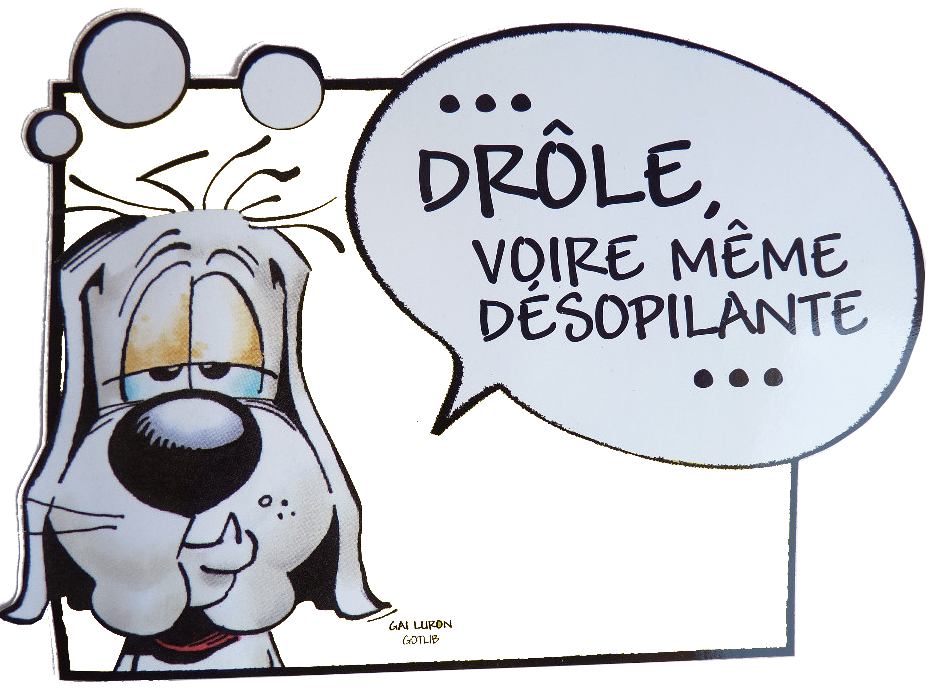 ...
DRÔLE,
VOIRE MÊME
DÉSOPILANTE
...
GAI LURON
GOTLIB